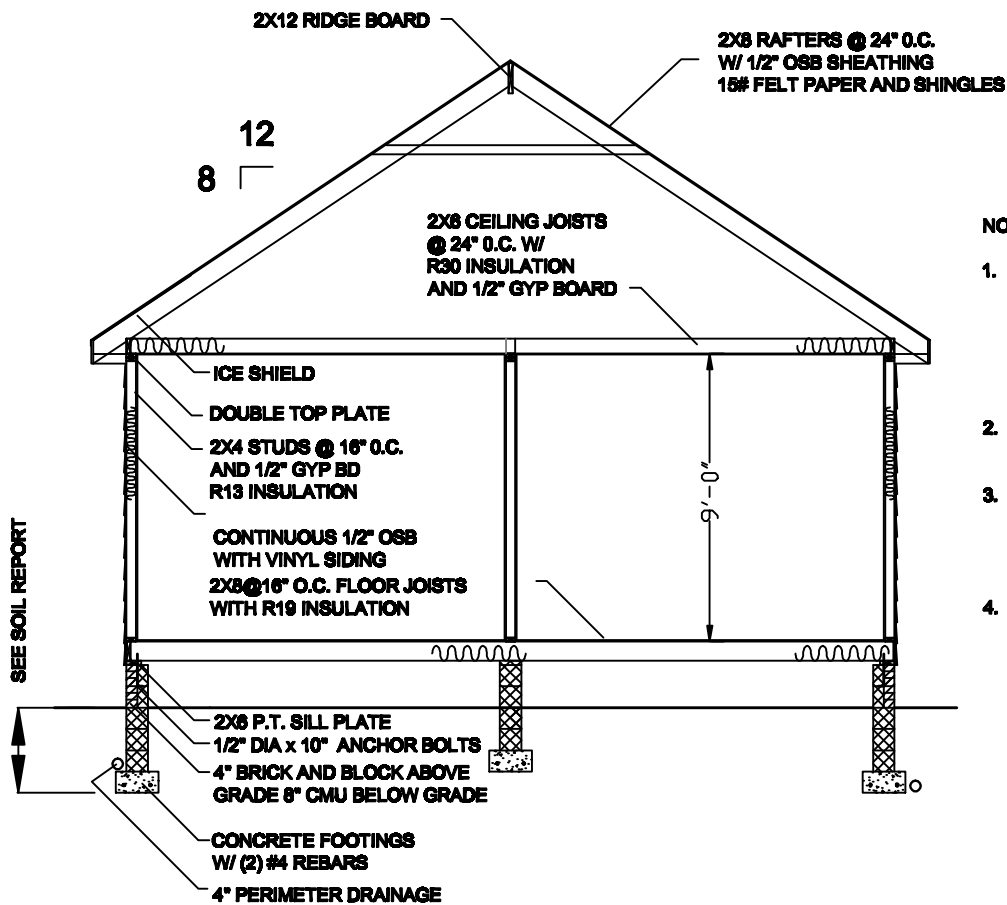 2X12 RIDGE BOARD
2X8 RAFTERS @ 24" O.C.
W/ 1/2" OSB SHEATHING
15# FELT PAPER AND SHINGLES
12
8
2X6 CEILING JOISTS
@ 24" O.C. W/
R30 INSULATION
AND 1/2" GYP BOARD
NO
1.
ICE SHIELD
DOUBLE TOP PLATE
2X4 STUDS @ 16" O.C.
AND 1/2" GYP BD
R13 INSULATION
2.
9'-0"
3.
CONTINUOUS 1/2" OSB
WITH VINYL SIDING
2X8@16" O.C. FLOOR JOISTS
WITH R19 INSULATION
4.
SEE SOIL REPORT
2X6 P.T. SILL PLATE
1/2" DIA x 10" ANCHOR BOLTS
4" BRICK AND BLOCK ABOVE
GRADE 8" CMU BELOW GRADE
CONCRETE FOOTINGS
W/ (2) #4 REBARS
4" PERIMETER DRAINAGE